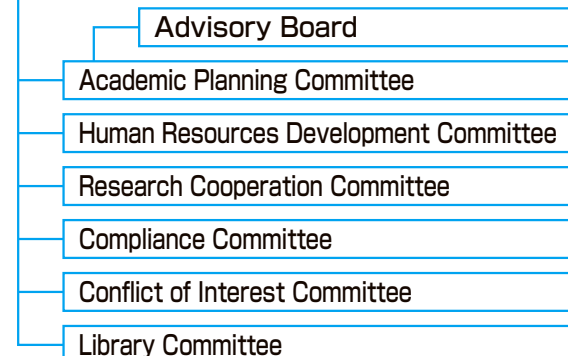 Advisory Board
Academic Planning Committee
Human Resources Development Committee
Research Cooperation Committee
Compliance Committee
Conflict of Interest Committee
Library Committee